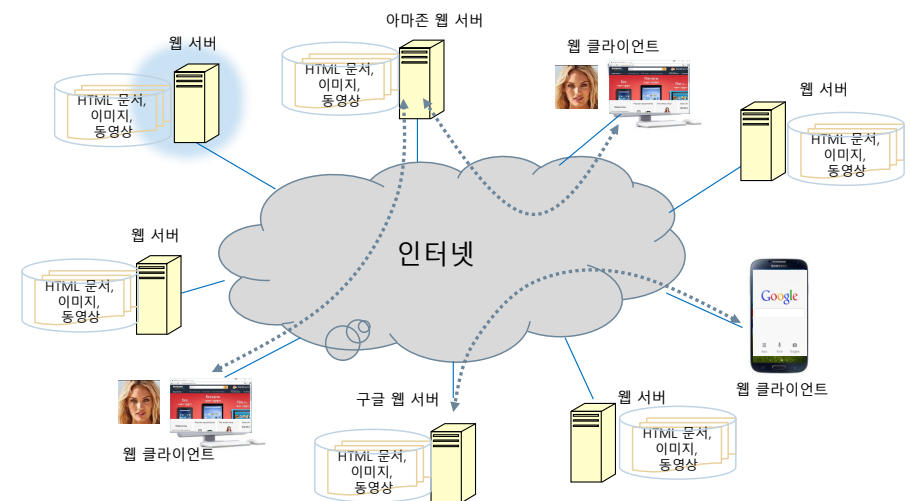 아마존 웹 서버
웹 서버
HTML 문서,
이미지,
동영상
HTML 문서,
이미지,
동영상
웹 클라이언트
웹 서버
HTML 문서,
이미지,
동영상
웹 서버
HTML 문서,
이미지,
동영상
인터넷
Google
웹 클라이언트
웹 클라이언트
구글 웹 서버
HTML 문서,
이미지,
동영상
웹 서버
HTML 문서,
이미지,
동영상